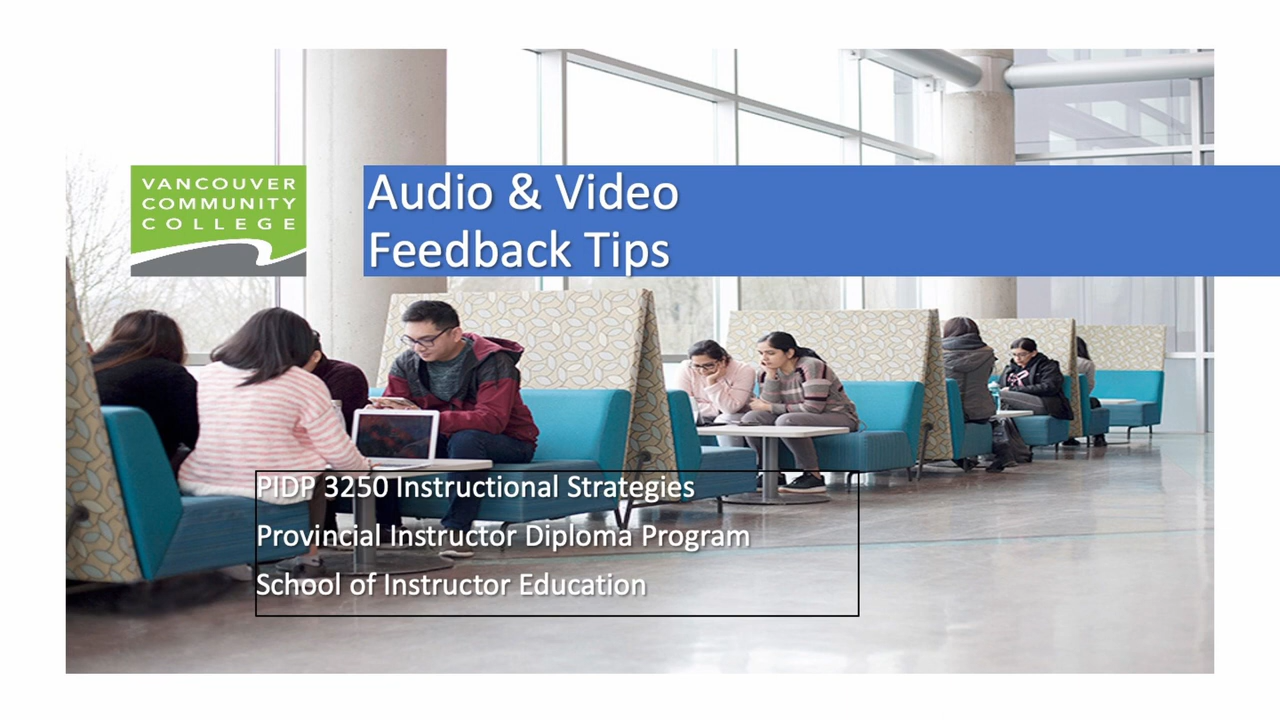 VANCOUVER
COMMUNITY
COLLEGE
Audio & Video
Feedback Tips
PIDP 3250 Instructional Strategies
Provincial Instructor Diploma Program
School of Instructor Education